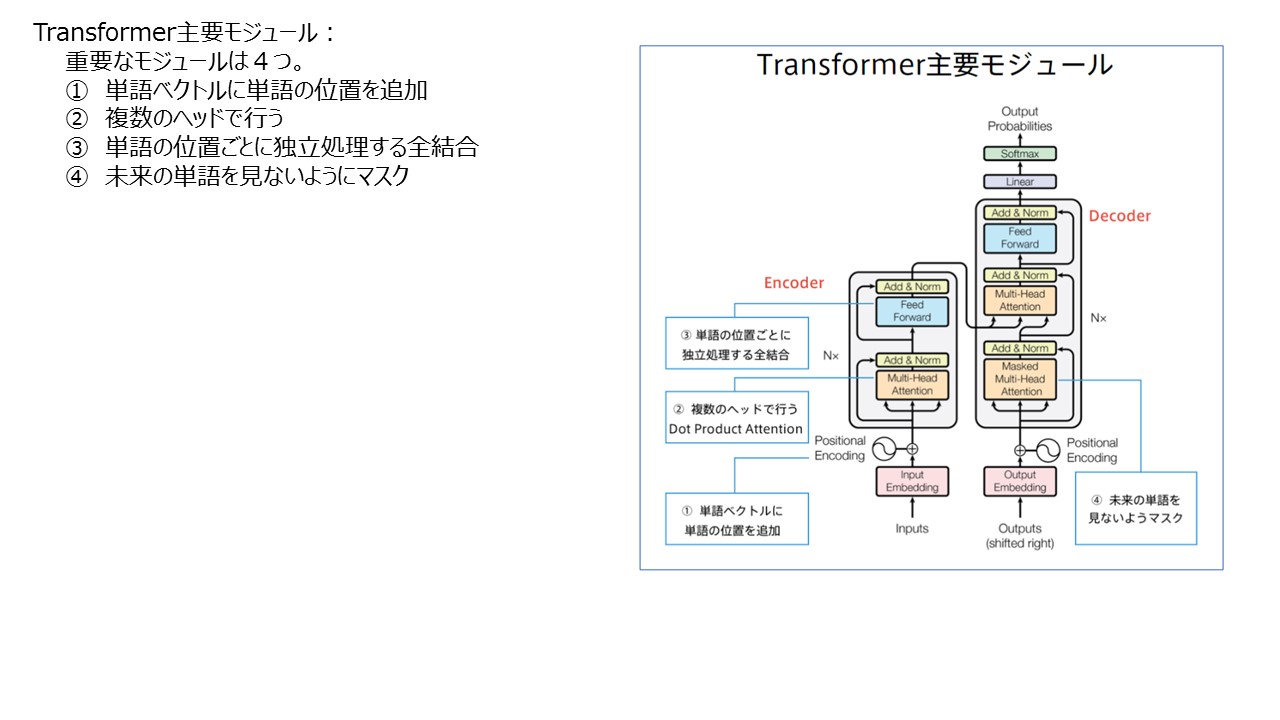 Transformer主要モジュール：
重要なモジュールは４つ。
① 単語ベクトルに単語の位置を追加
② 複数のヘッドで行う
③ 単語の位置ごとに独立処理する全結合
④ 未来の単語を見ないようにマスク
Transformer主要モジュール
Output
Probabilities
Softmax
Linear
Decoder
Add & Norm
Feed
Forward
Add & Norm
Multi-Head
Attention
N×
Add & Norm
Masked
Multi-Head
Attention
Positional
Encoding
Output
Embedding
Outputs
(shifted right)
Encoder
Add & Norm
Feed
Forward
N×
Add & Norm
Multi-Head
Attention
Positional
Encoding
Input
Embedding
Inputs
③ 単語の位置ごとに
独立処理する全結合
② 複数のヘッドで行う
Dot Product Attention
① 単語ベクトルに
単語の位置を追加
④ 未来の単語を
見ないようマスク